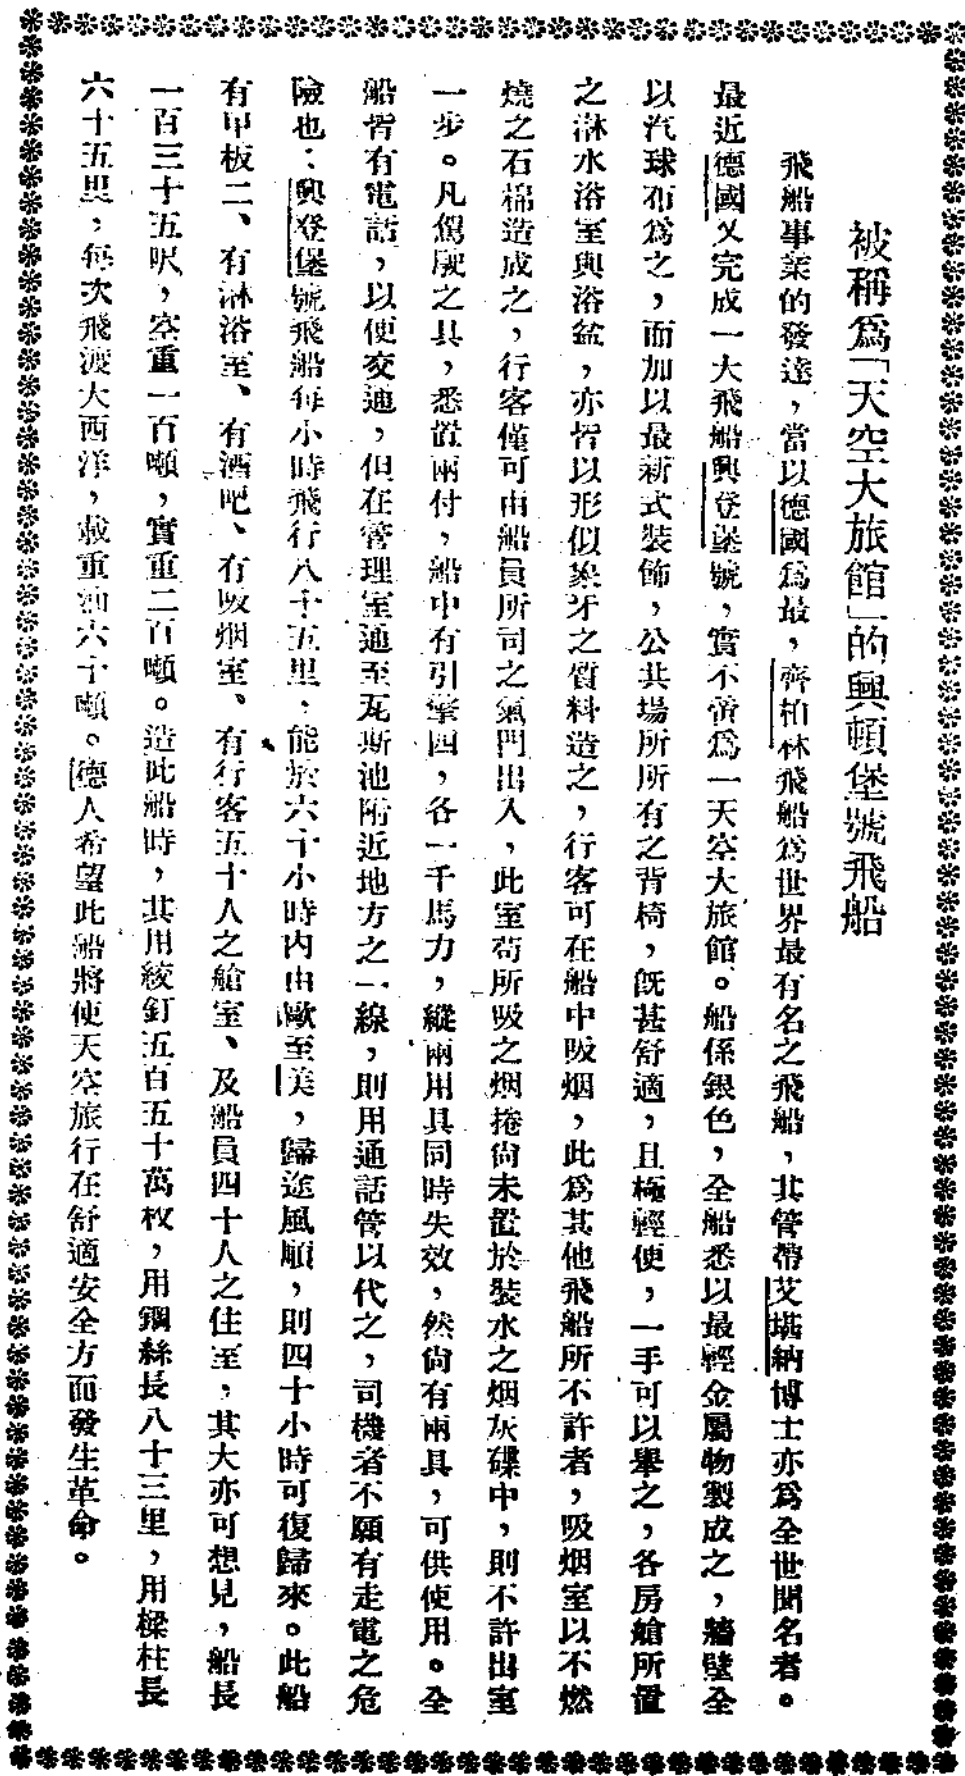 被稱爲「天空大旅館」的興頓堡號飛船
飛船事業的發達，當以德國爲最，齊柏林飛船爲世界最有名之飛船，其管帶艾堪納博士亦爲全世聞名者。
最近德國又完成一大飛船興登堡號，實不啻爲一天空大旅館。船係銀色，全船悉以最輕金屬物製成之，牆壁全
以汽球布爲之，而加以最新式裝飾，公共場所所有之背椅，旣甚舒適，且極輕便，一手可以舉之，各房艙所置
之淋水浴室與浴盆，亦皆以形似象牙之質料造之，行客可在船中吸烟，此爲其他飛船所不許者，吸烟室以不燃
燒之石棉造成之，行客僅可由船員所司之氣門出入，此室苟所吸之烟捲尙未置於裝水之烟灰碟中，則不許出室
一步。凡駕駛之具，悉置兩付，船中有引擎四，各一千馬力，縱兩用具同時失效，然尙有兩具，可供使用。全
船皆有電話，以便交通，但在管理室通至瓦斯池附近地方之一線，則用通話管以代之，司機者不願有走電之危
險也：興登堡號飛船每小時飛行八十五里，能於六十小時內由歐至美，歸途風順，則四十小時可復歸來。此船
有甲板二、有淋浴室、有酒吧、有吸烟室、有行客五十人之艙室、及船員四十人之住至，其大亦可想見，船長
一百三十五呎，空重一百噸，實重二百噸。造此船時，其用絞釘五百五十萬枚，用鋼絲長八十三里，用樑柱長
六十五里，每次飛渡大西洋，載重油六十噸。德人希望此船將使天空旅行在舒適安全方面發生革命。